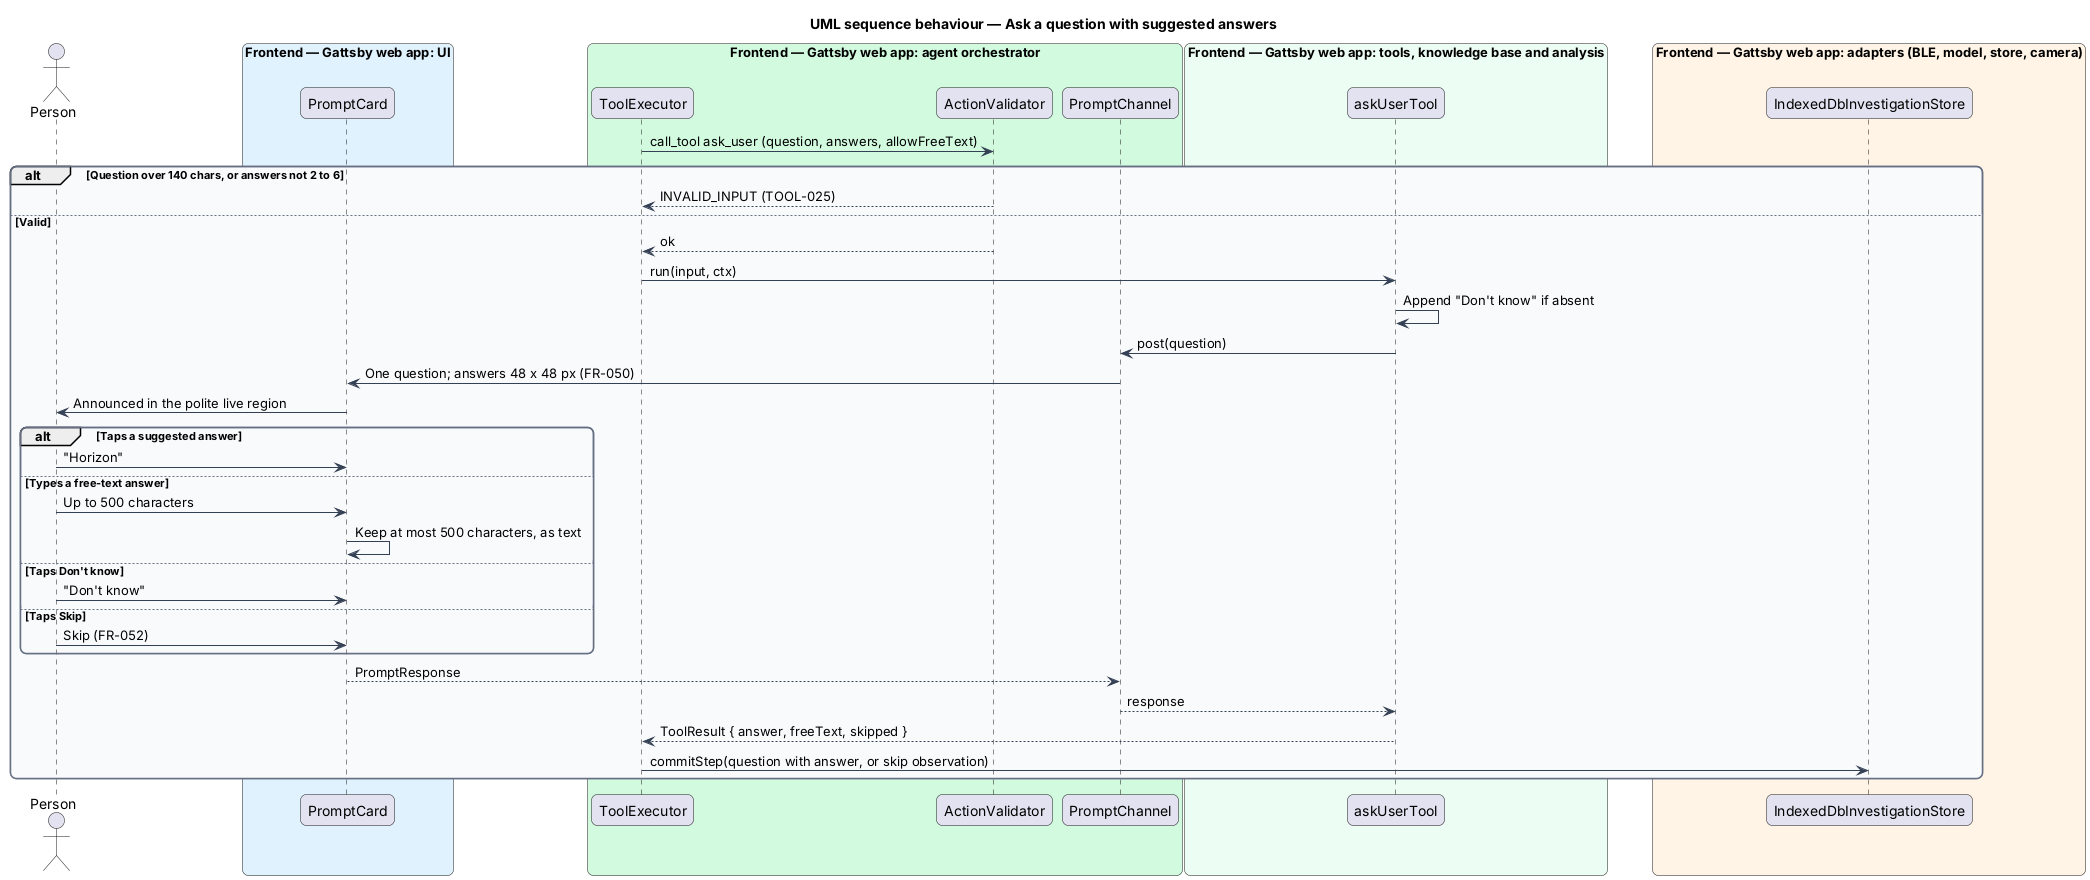 UML sequence behaviour — Ask a question with suggested answers
Frontend — Gattsby web app: UI
Frontend — Gattsby web app: agent orchestrator
Frontend — Gattsby web app: tools, knowledge base and analysis
Frontend — Gattsby web app: adapters (BLE, model, store, camera)
Person
PromptCard
ToolExecutor
ActionValidator
PromptChannel
askUserTool
IndexedDbInvestigationStore
call_tool ask_user (question, answers, allowFreeText)
alt
[Question over 140 chars, or answers not 2 to 6]
INVALID_INPUT (TOOL-025)
[Valid]
ok
run(input, ctx)
Append "Don't know" if absent
post(question)
One question; answers 48 x 48 px (FR-050)
Announced in the polite live region
alt
[Taps a suggested answer]
"Horizon"
[Types a free-text answer]
Up to 500 characters
Keep at most 500 characters, as text
[Taps Don't know]
"Don't know"
[Taps Skip]
Skip (FR-052)
PromptResponse
response
ToolResult { answer, freeText, skipped }
commitStep(question with answer, or skip observation)
Person
PromptCard
ToolExecutor
ActionValidator
PromptChannel
askUserTool
IndexedDbInvestigationStore